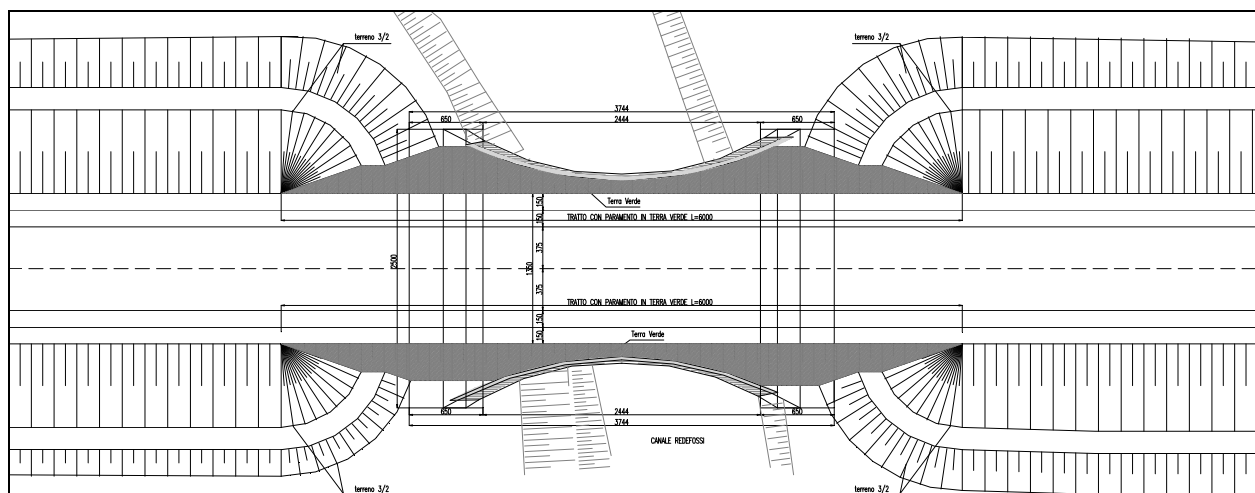 terreno 3/2
terreno 3/2
3744
650
2444
650
Terra Verde
150
150
TRATTO CON PARAMENTO IN TERRA VERDE L=6000
375
2500
1350
375
TRATTO CON PARAMENTO IN TERRA VERDE L=6000
150
150
Terra Verde
650
2444
650
3744
CANALE REDEFOSSI
terreno 3/2
terreno 3/2